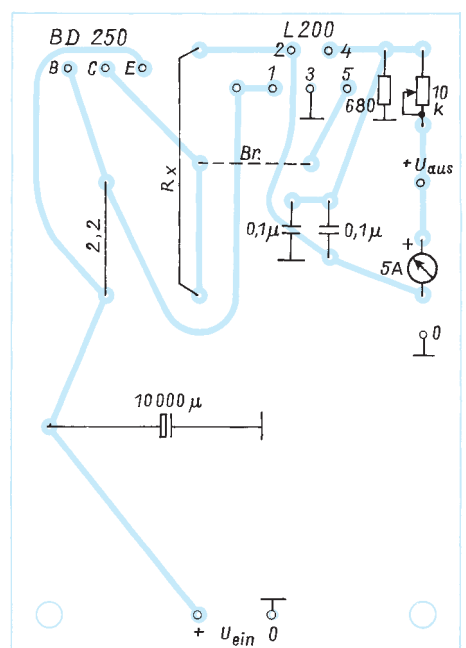 BD 250
L200
B
C
E
2
4
1
3
5
680
10
k
Br.
Rx
+ Uaus
2,2
0,1µ
0,1µ
+
5A
0
10000 µ
+ Uein 0